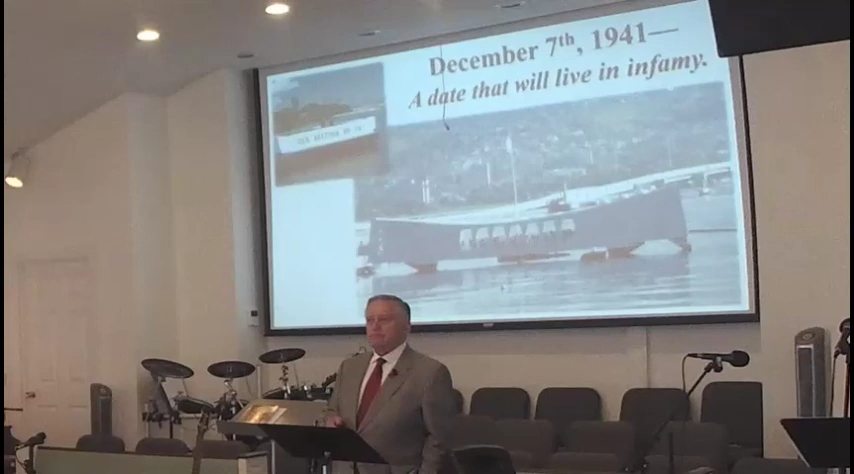 December 7th, 1941—
A date that will live in infamy.